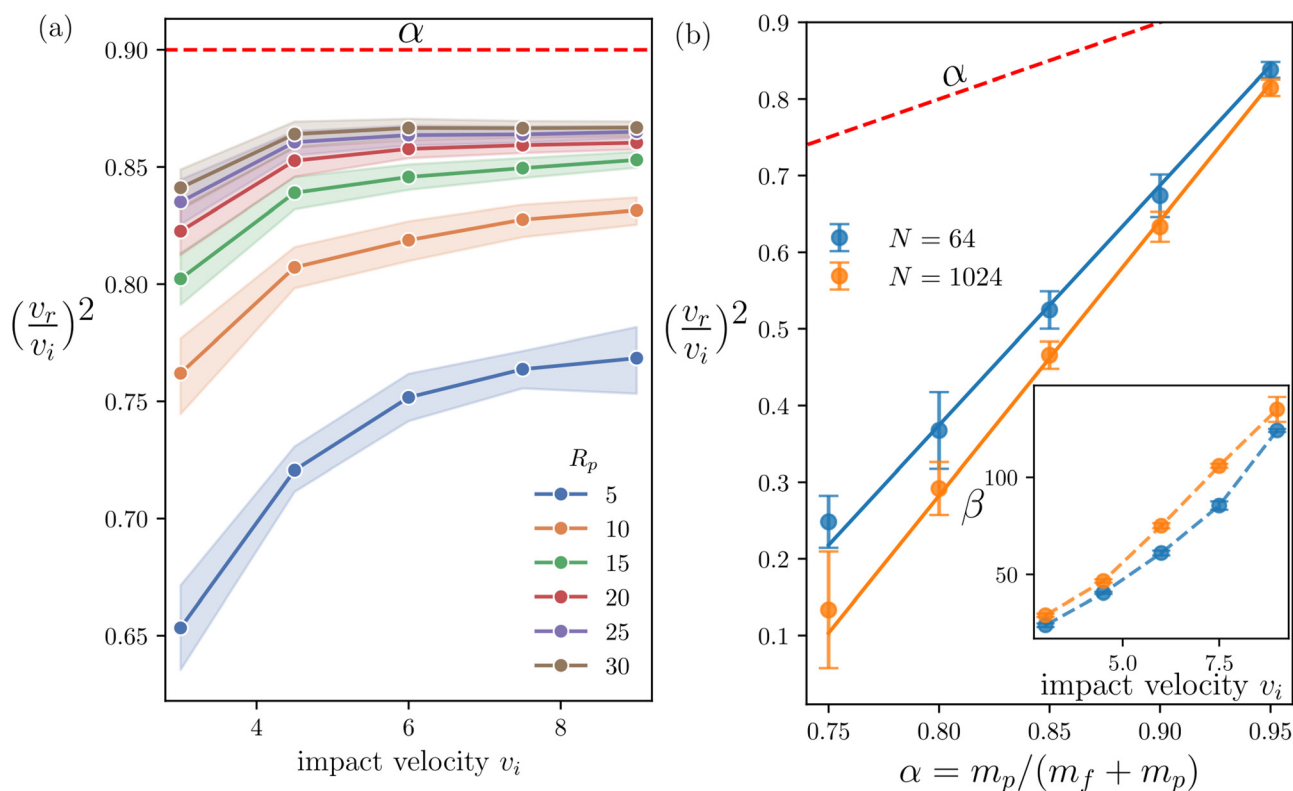 (a)
α
0.90
0.85
0.80
0.75
0.70
0.65
(v_r/v_i)^2
R_p
5
10
15
20
25
30
4
6
8
impact velocity v_i
(b)
0.9
0.8
0.7
0.6
0.5
0.4
0.3
0.2
0.1
α
N = 64
N = 1024
(v_r/v_i)^2
100
50
β
5.0
7.5
impact velocity v_i
0.75
0.80
0.85
0.90
0.95
α = m_p/(m_f + m_p)